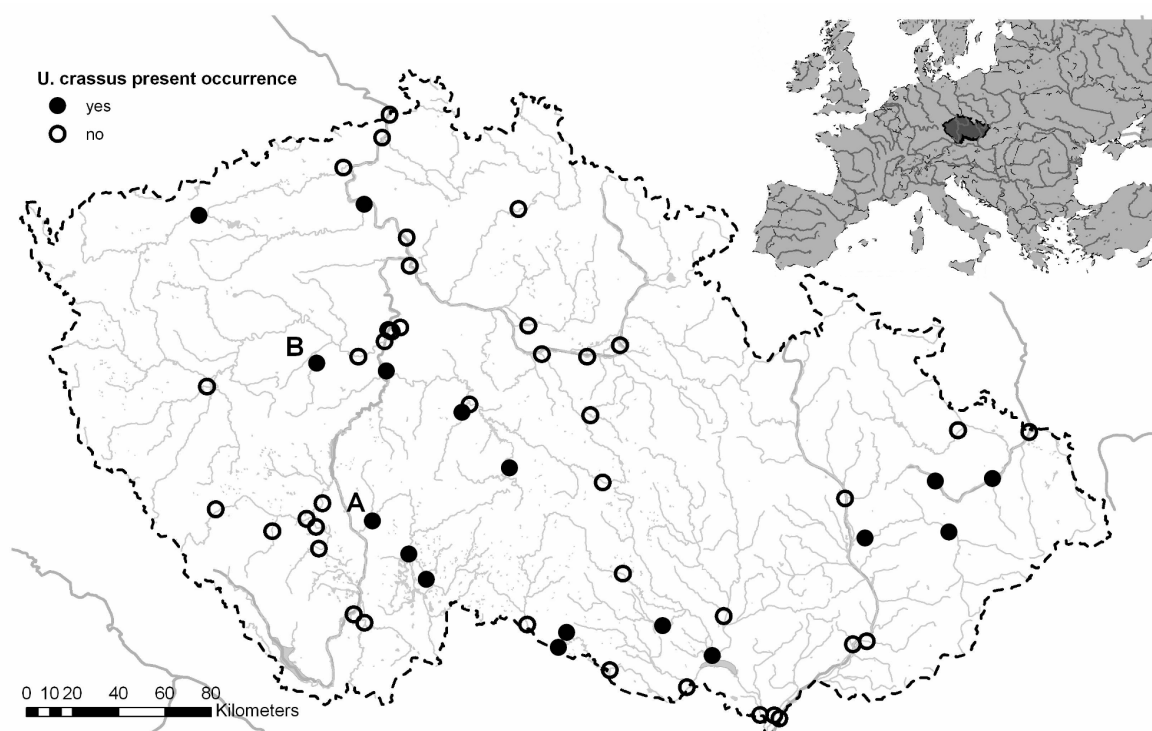 U. crassus present occurrence
yes
no
B
A
0 10 20 40 60 80
Kilometers